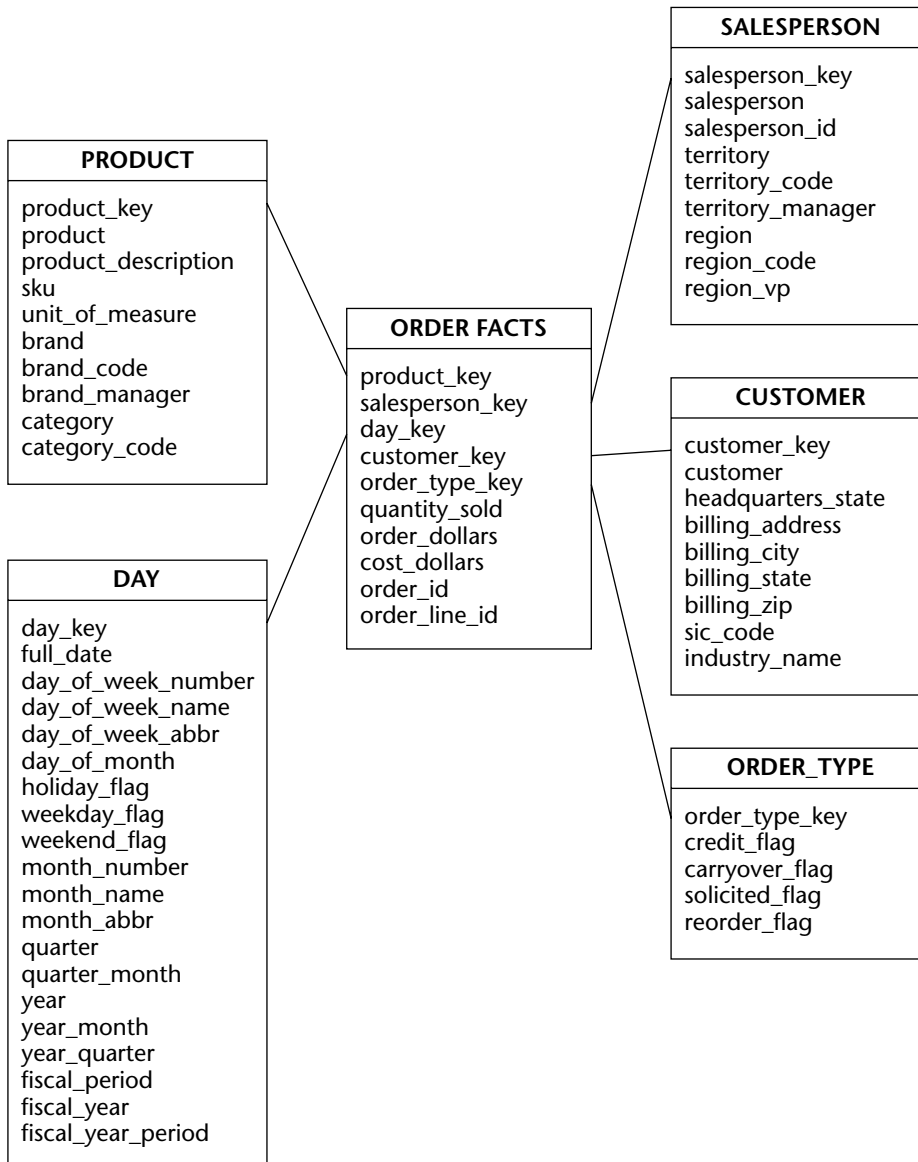 PRODUCT
product_key
product
product_description
sku
unit_of_measure
brand
brand_code
brand_manager
category
category_code
DAY
day_key
full_date
day_of_week_number
day_of_week_name
day_of_week_abbr
day_of_month
holiday_flag
weekday_flag
weekend_flag
month_number
month_name
month_abbr
quarter
quarter_month
year
year_month
year_quarter
fiscal_period
fiscal_year
fiscal_year_period
ORDER FACTS
product_key
salesperson_key
day_key
customer_key
order_type_key
quantity_sold
order_dollars
cost_dollars
order_id
order_line_id
SALESPERSON
salesperson_key
salesperson
salesperson_id
territory
territory_code
territory_manager
region
region_code
region_vp
CUSTOMER
customer_key
customer
headquarters_state
billing_address
billing_city
billing_state
billing_zip
sic_code
industry_name
ORDER_TYPE
order_type_key
credit_flag
carryover_flag
solicited_flag
reorder_flag